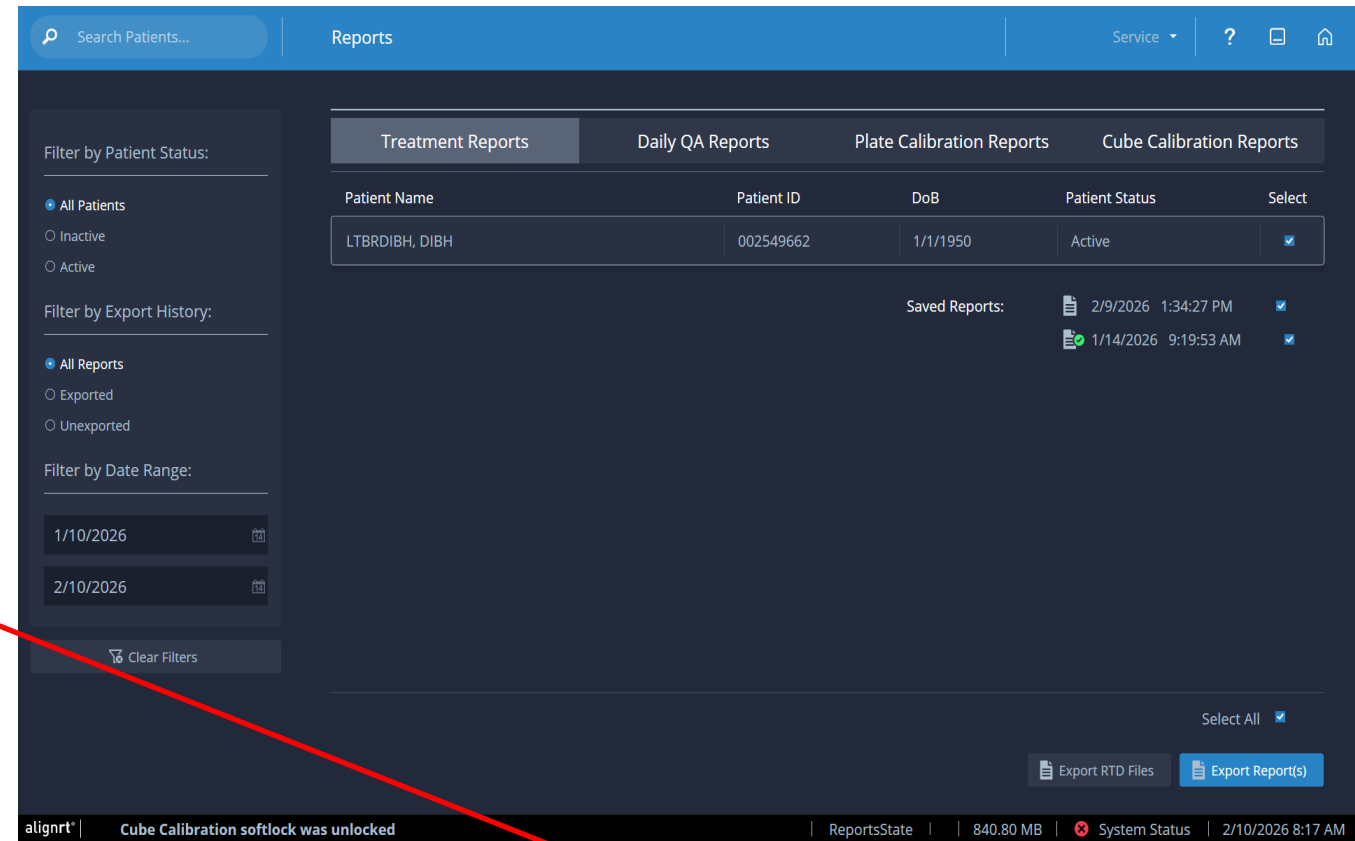 Search Patients...
Reports
Service
?
Filter by Patient Status:
All Patients
Inactive
Active
Filter by Export History:
All Reports
Exported
Unexported
Filter by Date Range:
1/10/2026
14
2/10/2026
14
Clear Filters
Treatment Reports Daily QA Reports Plate Calibration Reports Cube Calibration Reports
Patient Name Patient ID DoB Patient Status Select
LTBRDIBH, DIBH 002549662 1/1/1950 Active
Saved Reports: 2/9/2026 1:34:27 PM
1/14/2026 9:19:53 AM
Select All
Export RTD Files Export Report(s)
alignrt® | Cube Calibration softlock was unlocked | ReportsState | | 840.80 MB | System Status | 2/10/2026 8:17 AM